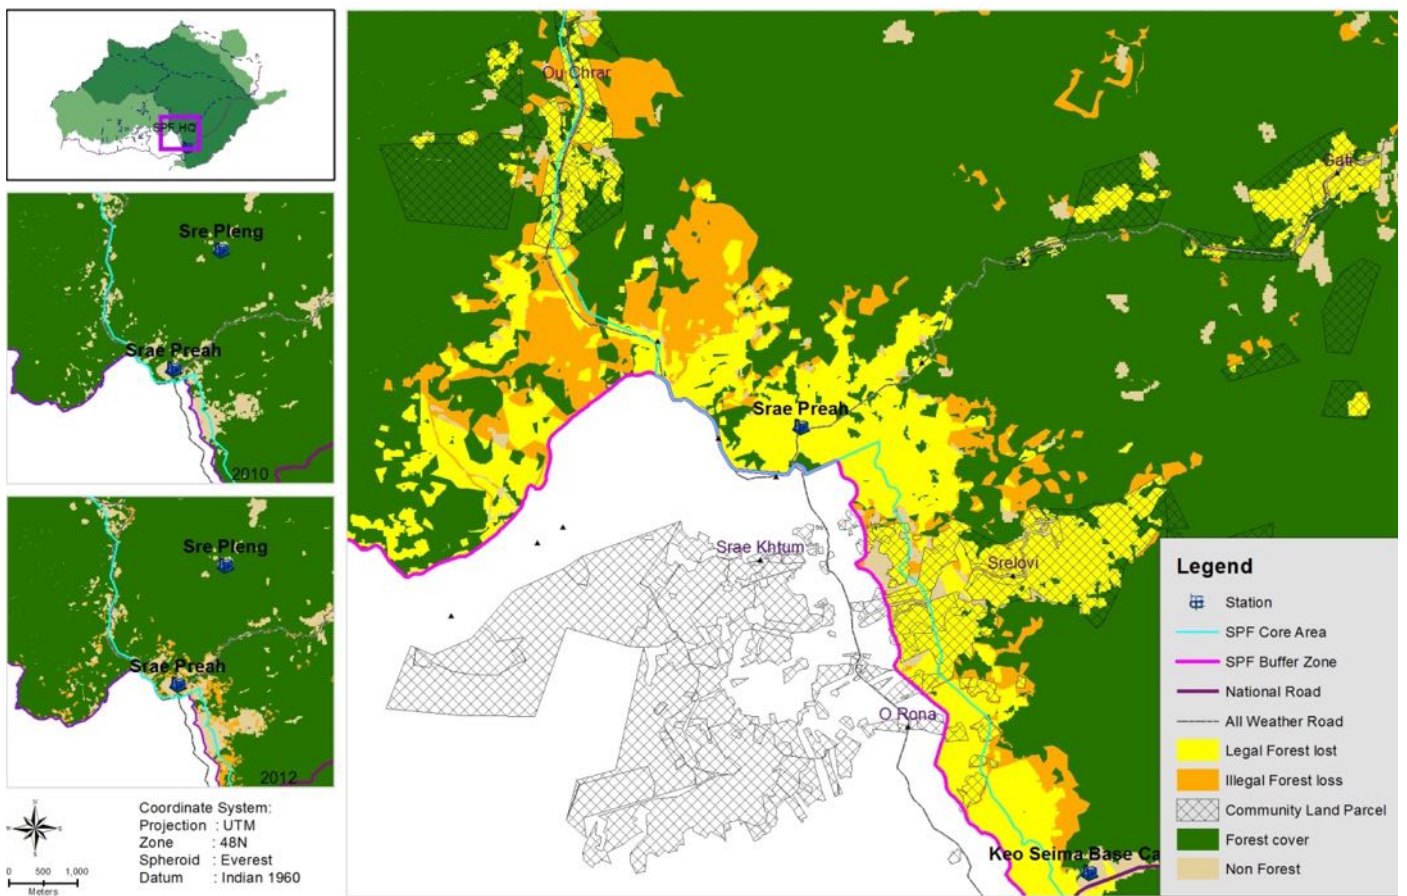 SPF HQ
Sre Pleng
Srae Preah
2010
Sre Pleng
Srae Preah
2012
N
W
E
S
0 500 1,000
Meters
Coordinate System:
Projection : UTM
Zone : 48N
Spheroid : Everest
Datum : Indian 1960
Ou Chrar
Gati
Srae Preah
Srae Khtum
Srelovi
O Rona
Keo Seima Base Ca
Legend
Station
SPF Core Area
SPF Buffer Zone
National Road
All Weather Road
Legal Forest lost
Illegal Forest loss
Community Land Parcel
Forest cover
Non Forest